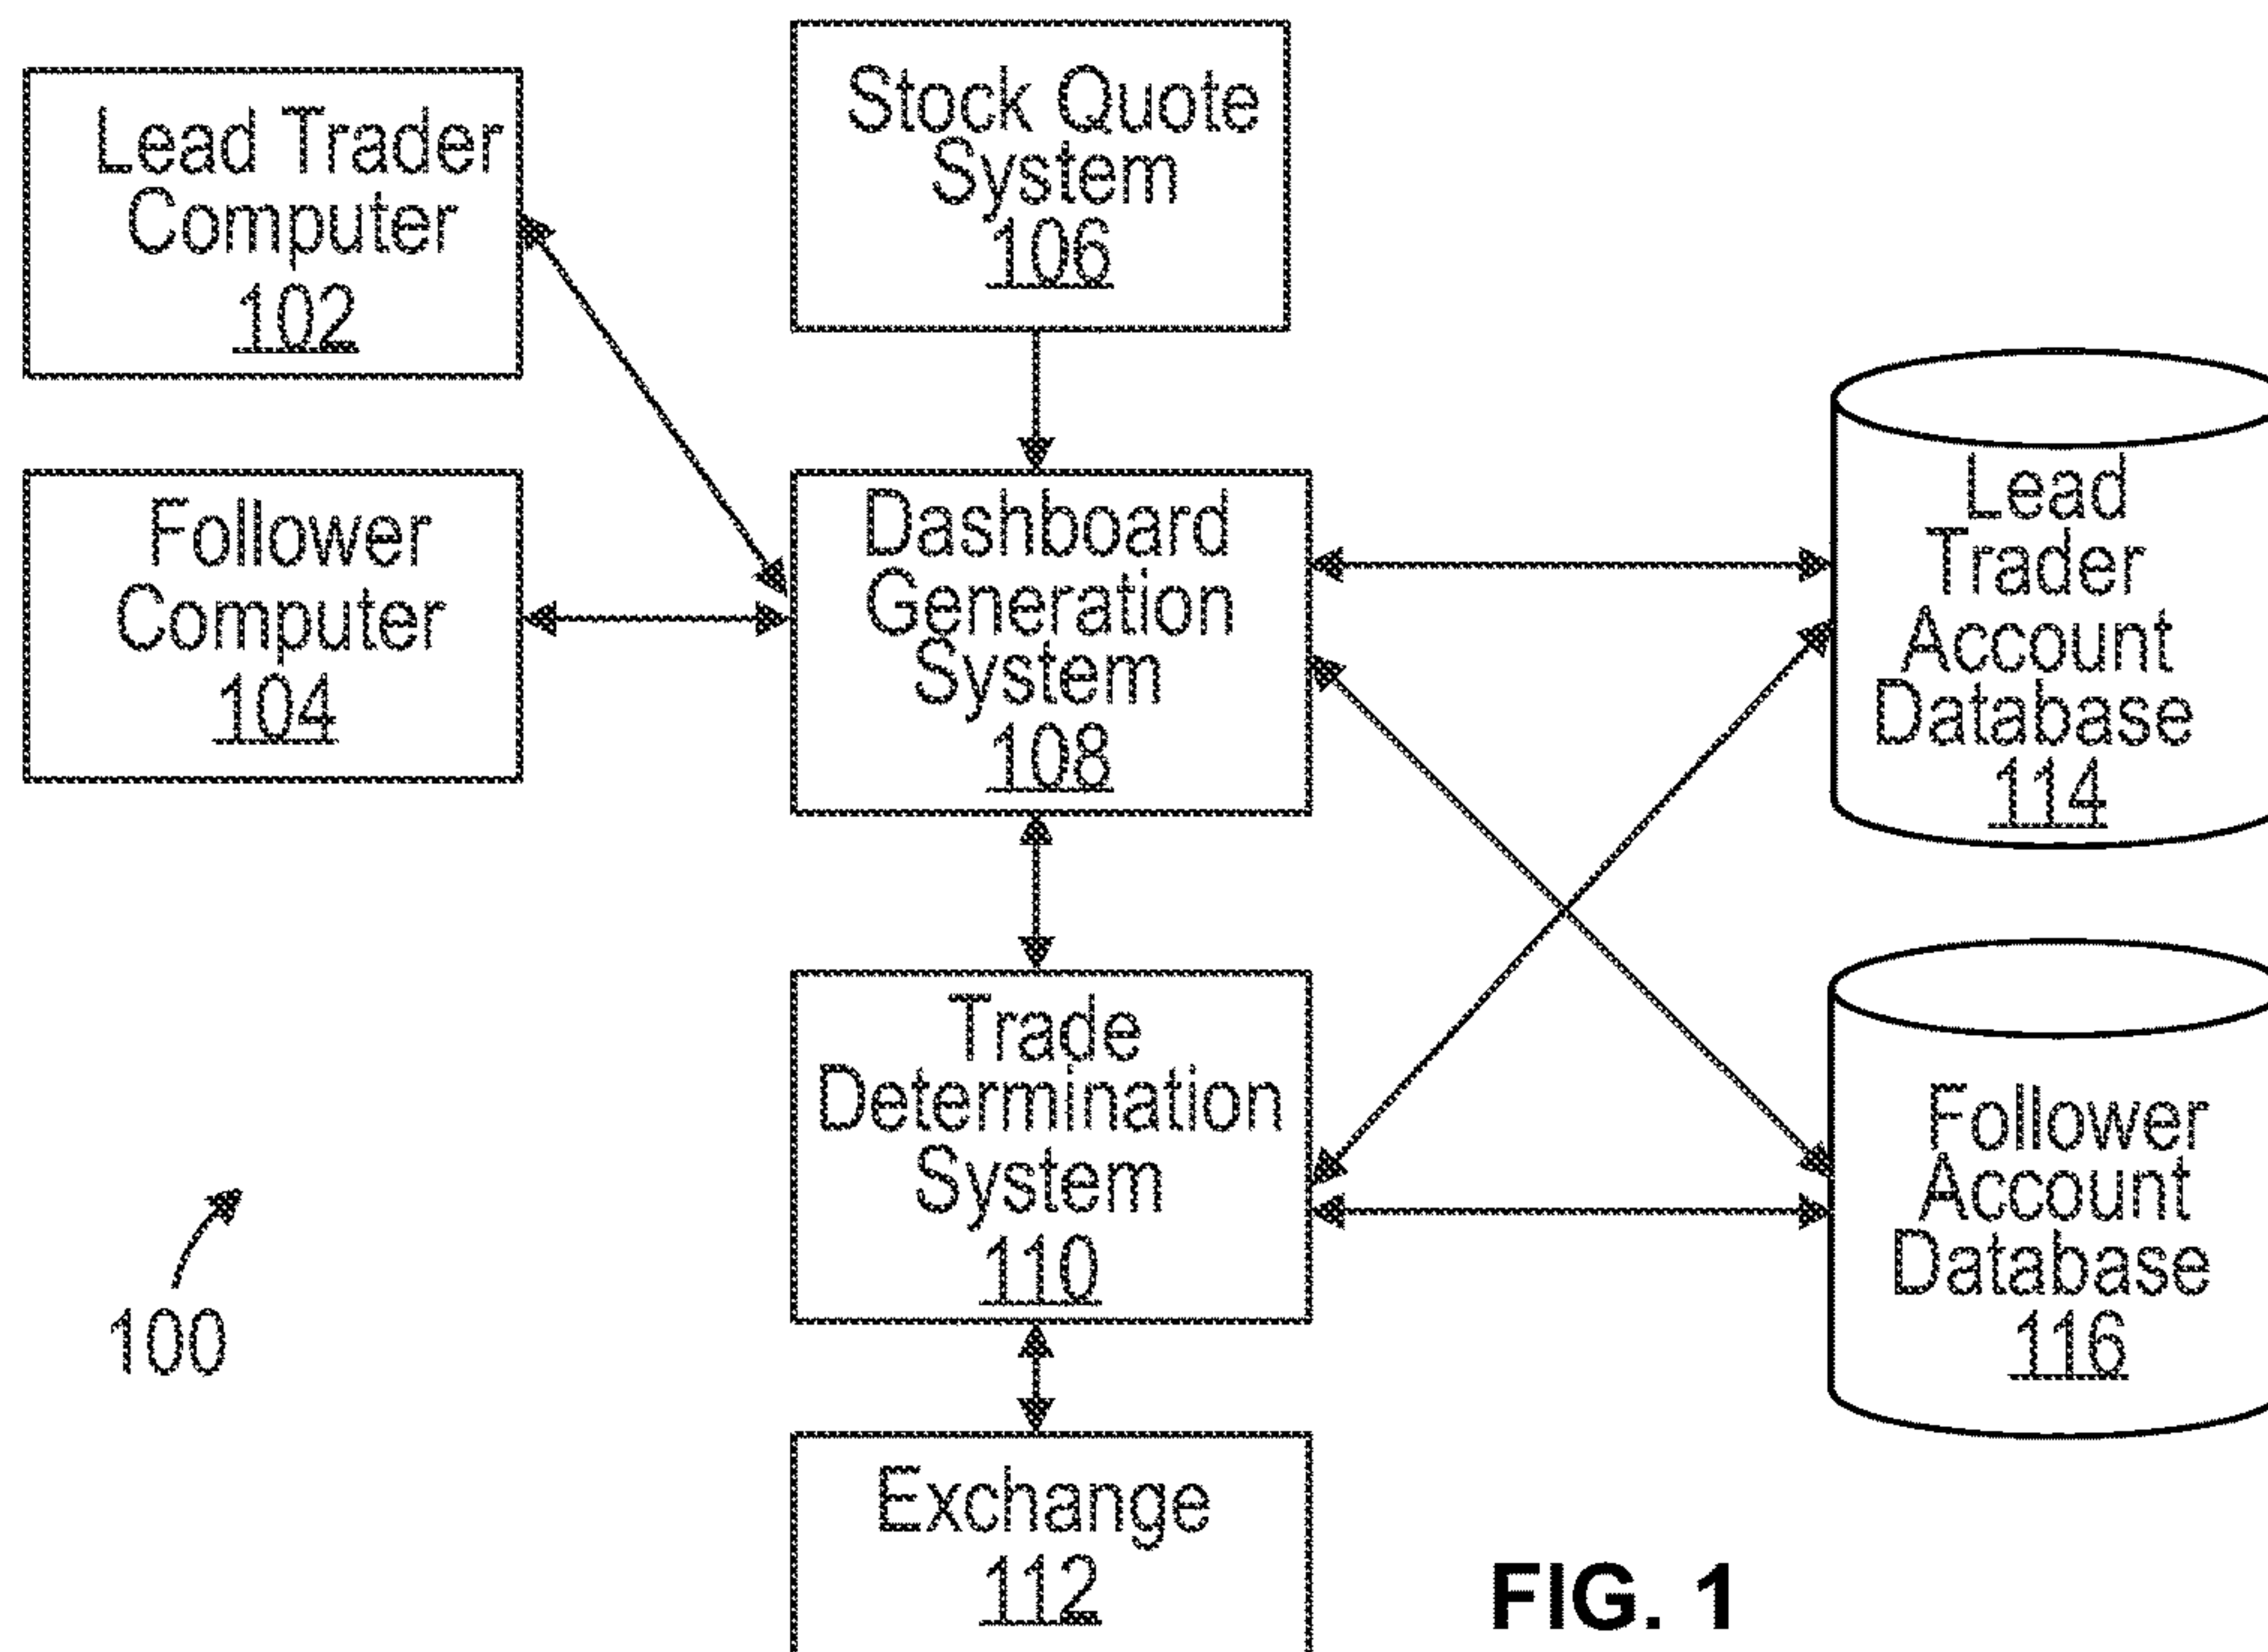 Lead Trader
Computer
102
Stock Quote
System
106
Follower
Computer
104
Dashboard
Generation
System
108
Lead
Trader
Account
Database
114
Trade
Determination
System
110
Follower
Account
Database
116
100
Exchange
112
FIG. 1